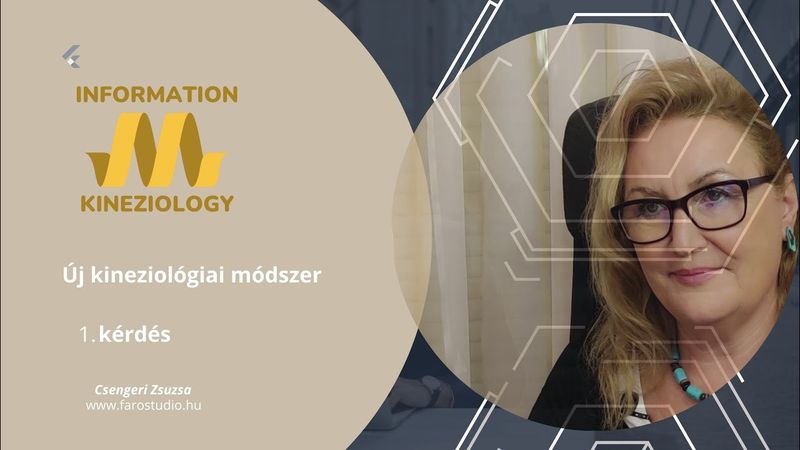 INFORMATION
KINEZIOLOGY
Új kineziológiai módszer
1. kérdés
Csengeri Zsuzsa
www.farostudio.hu